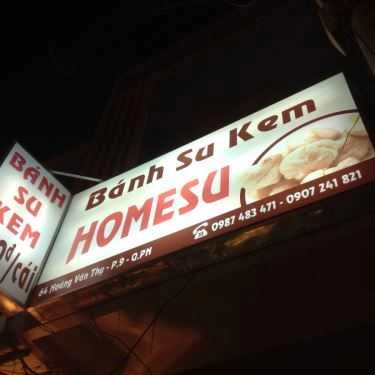 BÁNH
SU
KEM
đ/cái
Bánh Su Kem
HOMESU
0987 483 471 - 0907 241 821
64 Hoàng Văn Thụ - P.9 - Q.PN